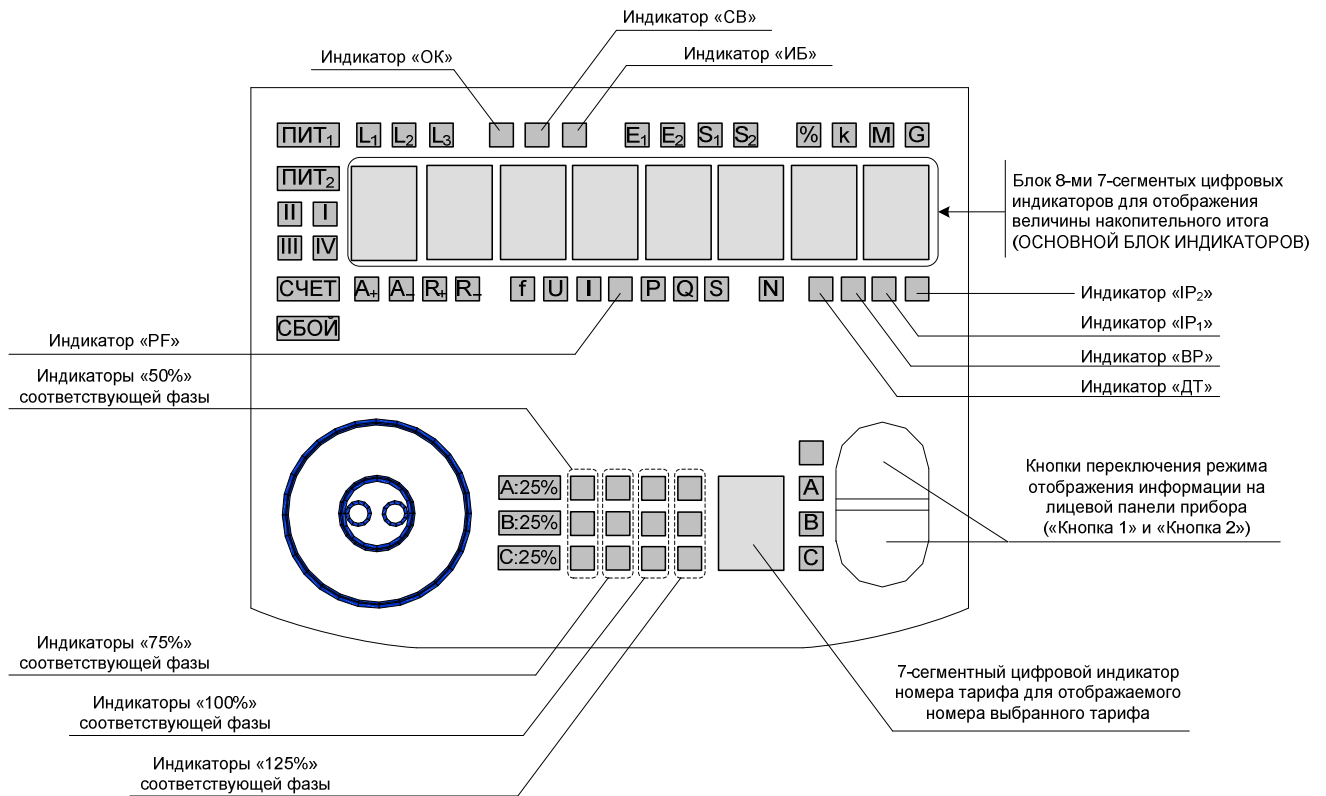 Индикатор «СВ»
Индикатор «ОК»
Индикатор «ИБ»
ПИТ₁ L₁ L₂ L₃ E₁ E₂ S₁ S₂ % k M G
ПИТ₂
II I
III IV
Блок 8-ми 7-сегментых цифровых
индикаторов для отображения
величины накопительного итога
(ОСНОВНОЙ БЛОК ИНДИКАТОРОВ)
СЧЕТ A₊ A₋ R₊ R₋ f U I P Q S N
СБОЙ
Индикатор «IP₂»
Индикатор «IP₁»
Индикатор «ВР»
Индикатор «ДТ»
Индикатор «PF»
Индикаторы «50%»
соответствующей фазы
A:25%
B:25%
C:25%
A
B
C
Кнопки переключения режима
отображения информации на
лицевой панели прибора
(«Кнопка 1» и «Кнопка 2»)
Индикаторы «75%»
соответствующей фазы
Индикаторы «100%»
соответствующей фазы
Индикаторы «125%»
соответствующей фазы
7-сегментный цифровой индикатор
номера тарифа для отображаемого
номера выбранного тарифа